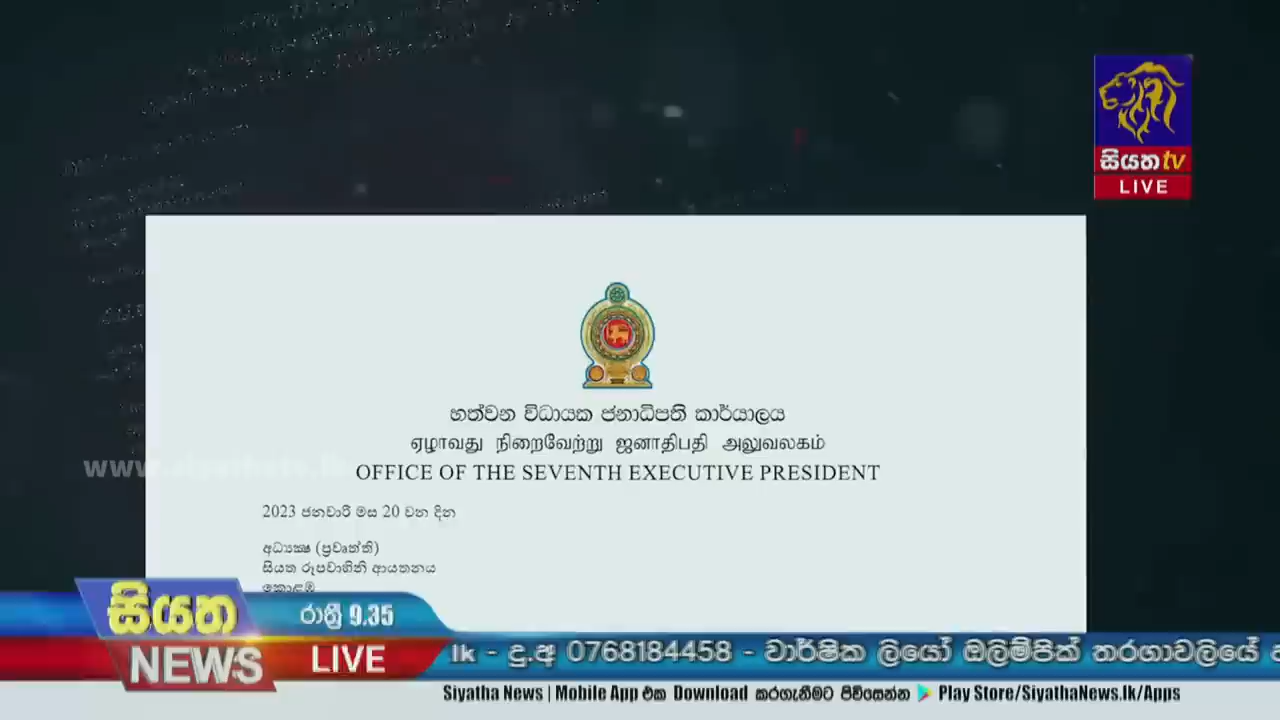 සියත tv
LIVE
හත්වන විධායක ජනාධිපති කාර්යාලය
ஏழாவது நிறைவேற்று ஜனாதிபதி அலுவலகம்
OFFICE OF THE SEVENTH EXECUTIVE PRESIDENT
2023 ජනවාරි මස 20 වන දින
අධ්‍යක්ෂ (ප්‍රවෘත්ති)
සියත රූපවාහිනී ආයතනය
කොළඹ
සියත
NEWS
රාත්‍රී 9.35
LIVE
lk - දු.අ 0768184458 - වාර්ෂික ලියෝ ඔලිම්පික් තරගාවලියේ
Siyatha News | Mobile App එක Download කරගැනීමට පිවිසෙන්න Play Store/SiyathaNews.lk/Apps